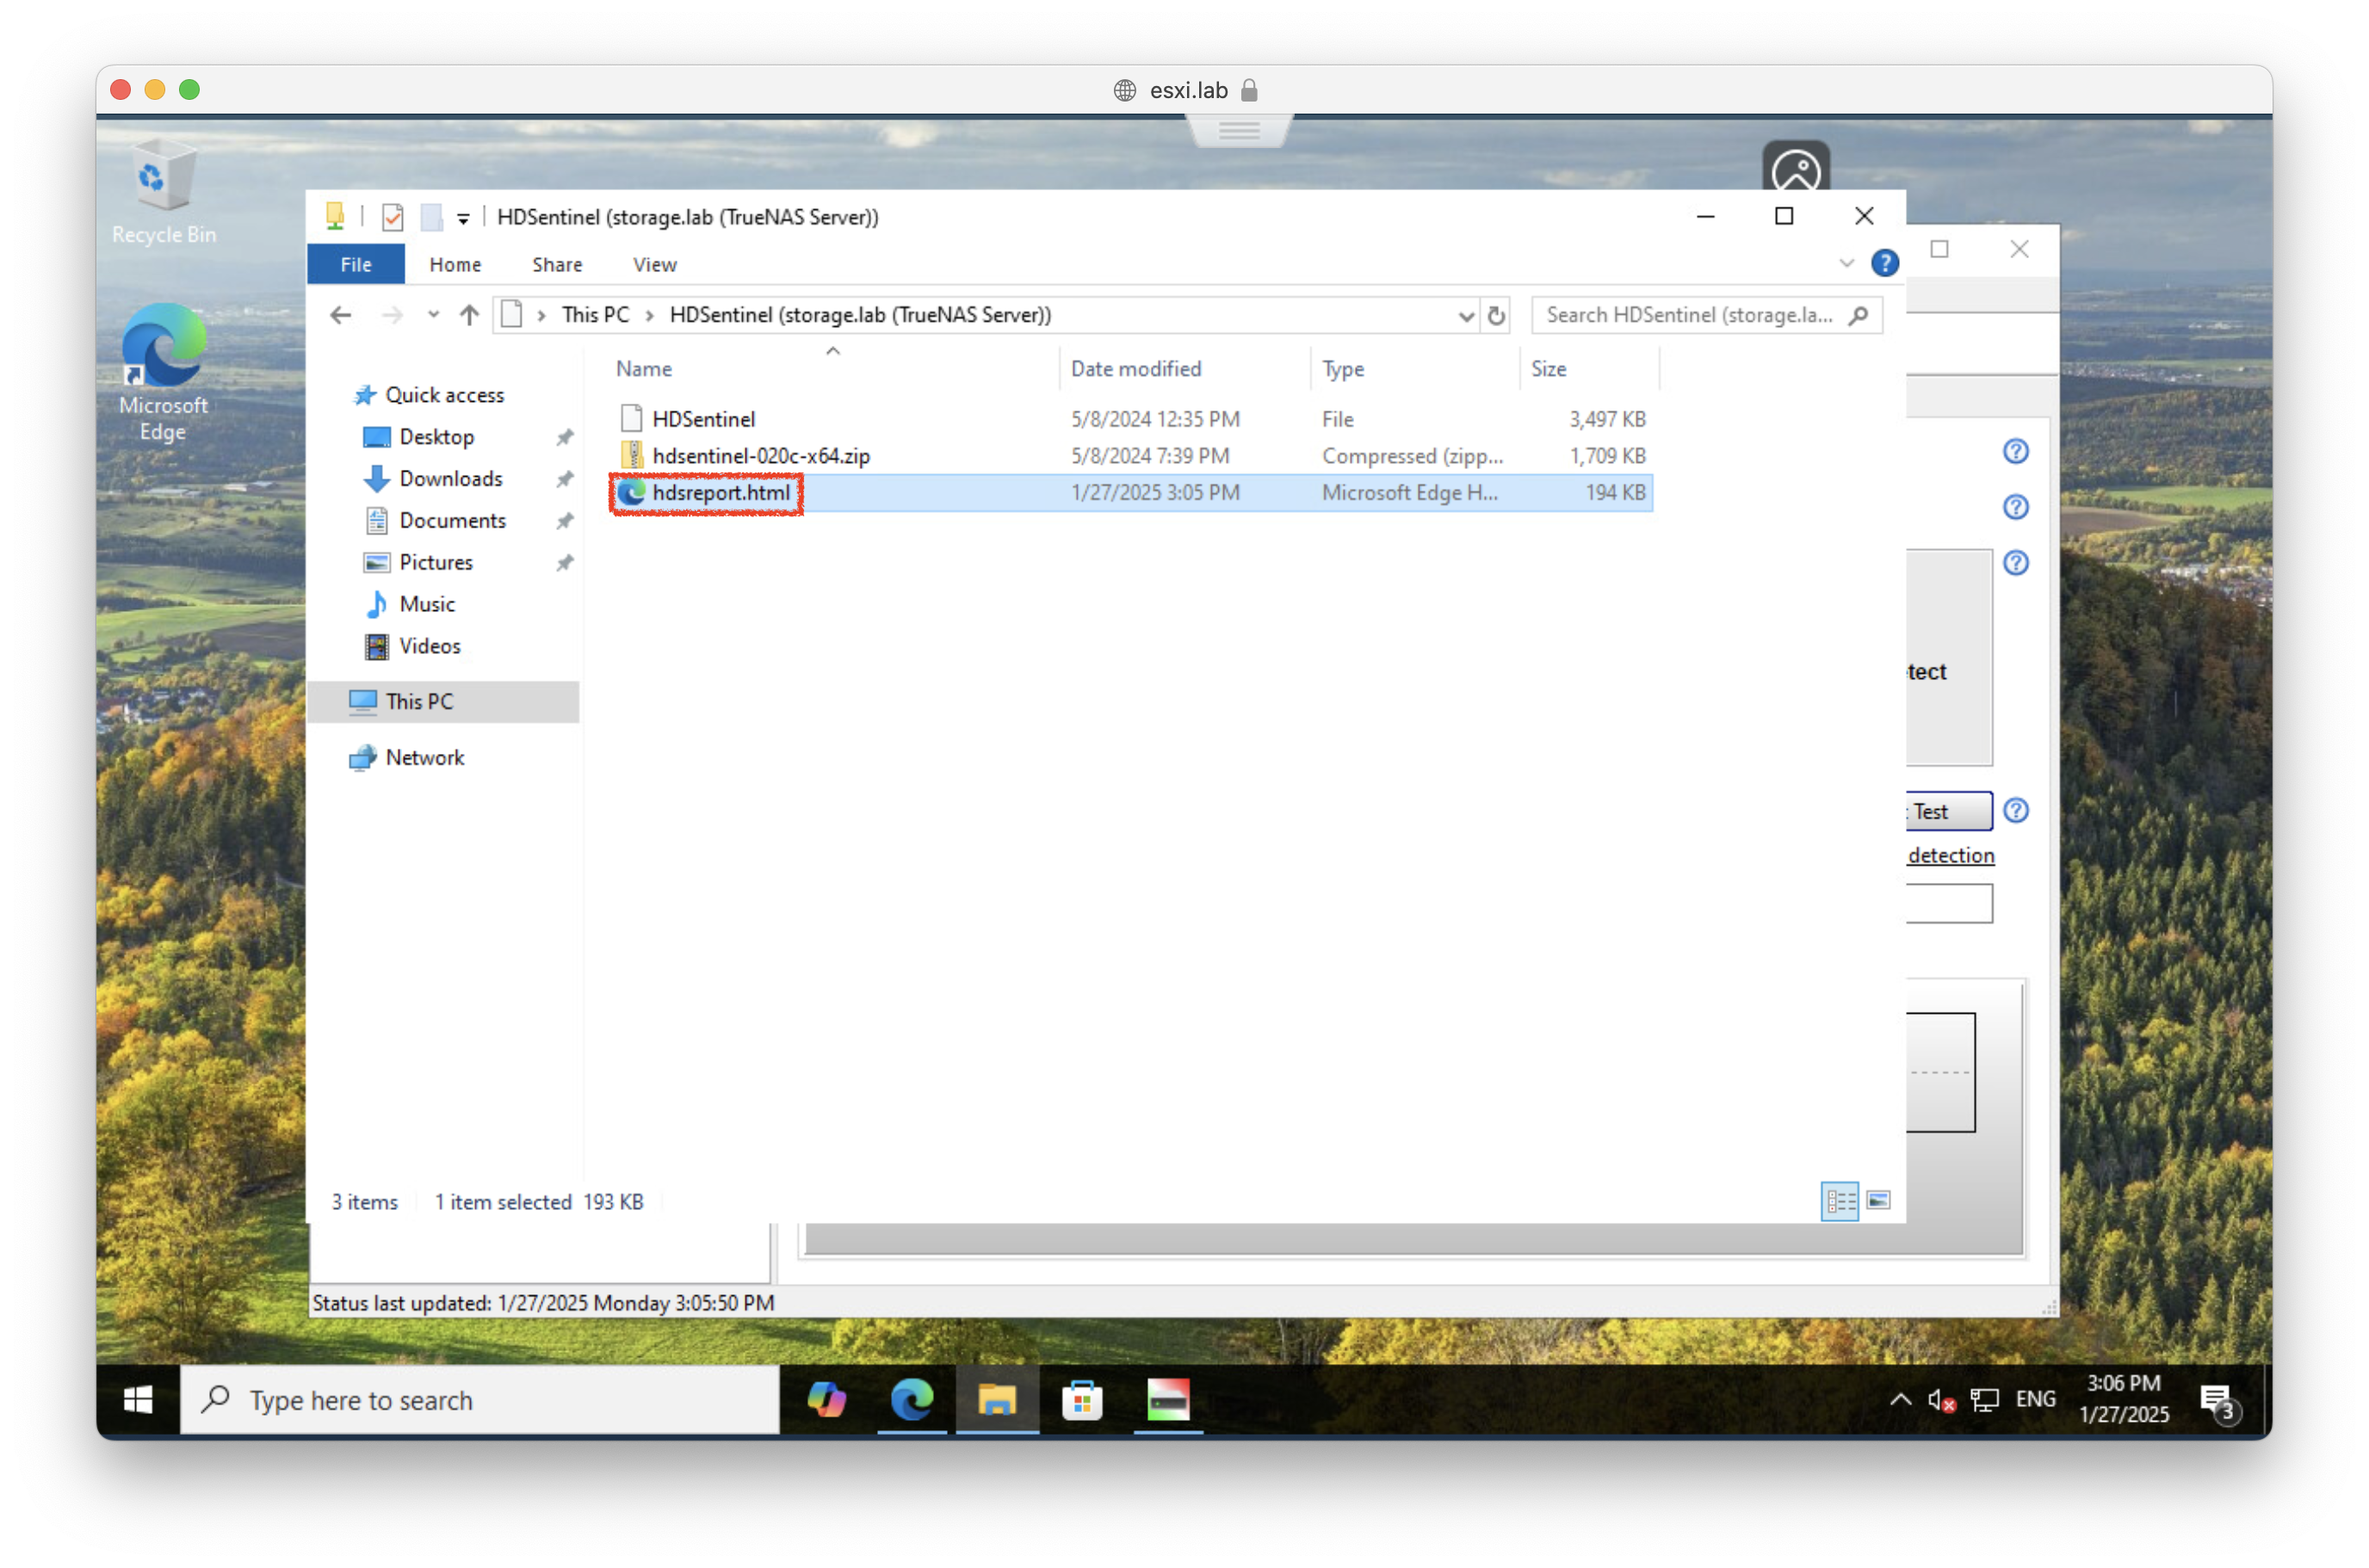 esxi.lab
Recycle Bin
Microsoft
Edge
HDSentinel (storage.lab (TrueNAS Server))
File Home Share View
This PC HDSentinel (storage.lab (TrueNAS Server))
Search HDSentinel (storage.la...
Name Date modified Type Size
HDSentinel 5/8/2024 12:35 PM File 3,497 KB
hdsentinel-020c-x64.zip 5/8/2024 7:39 PM Compressed (zipp... 1,709 KB
hdsreport.html 1/27/2025 3:05 PM Microsoft Edge H... 194 KB
Quick access
Desktop
Downloads
Documents
Pictures
Music
Videos
This PC
Network
tect
Test
detection
3 items 1 item selected 193 KB
Status last updated: 1/27/2025 Monday 3:05:50 PM
Type here to search
ENG
3:06 PM
1/27/2025
3